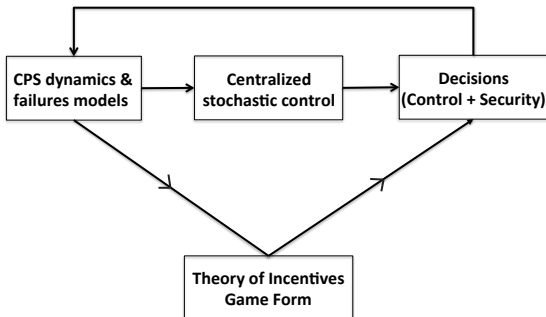 CPS dynamics &
failures models
Centralized
stochastic control
Decisions
(Control + Security)
Theory of Incentives
Game Form